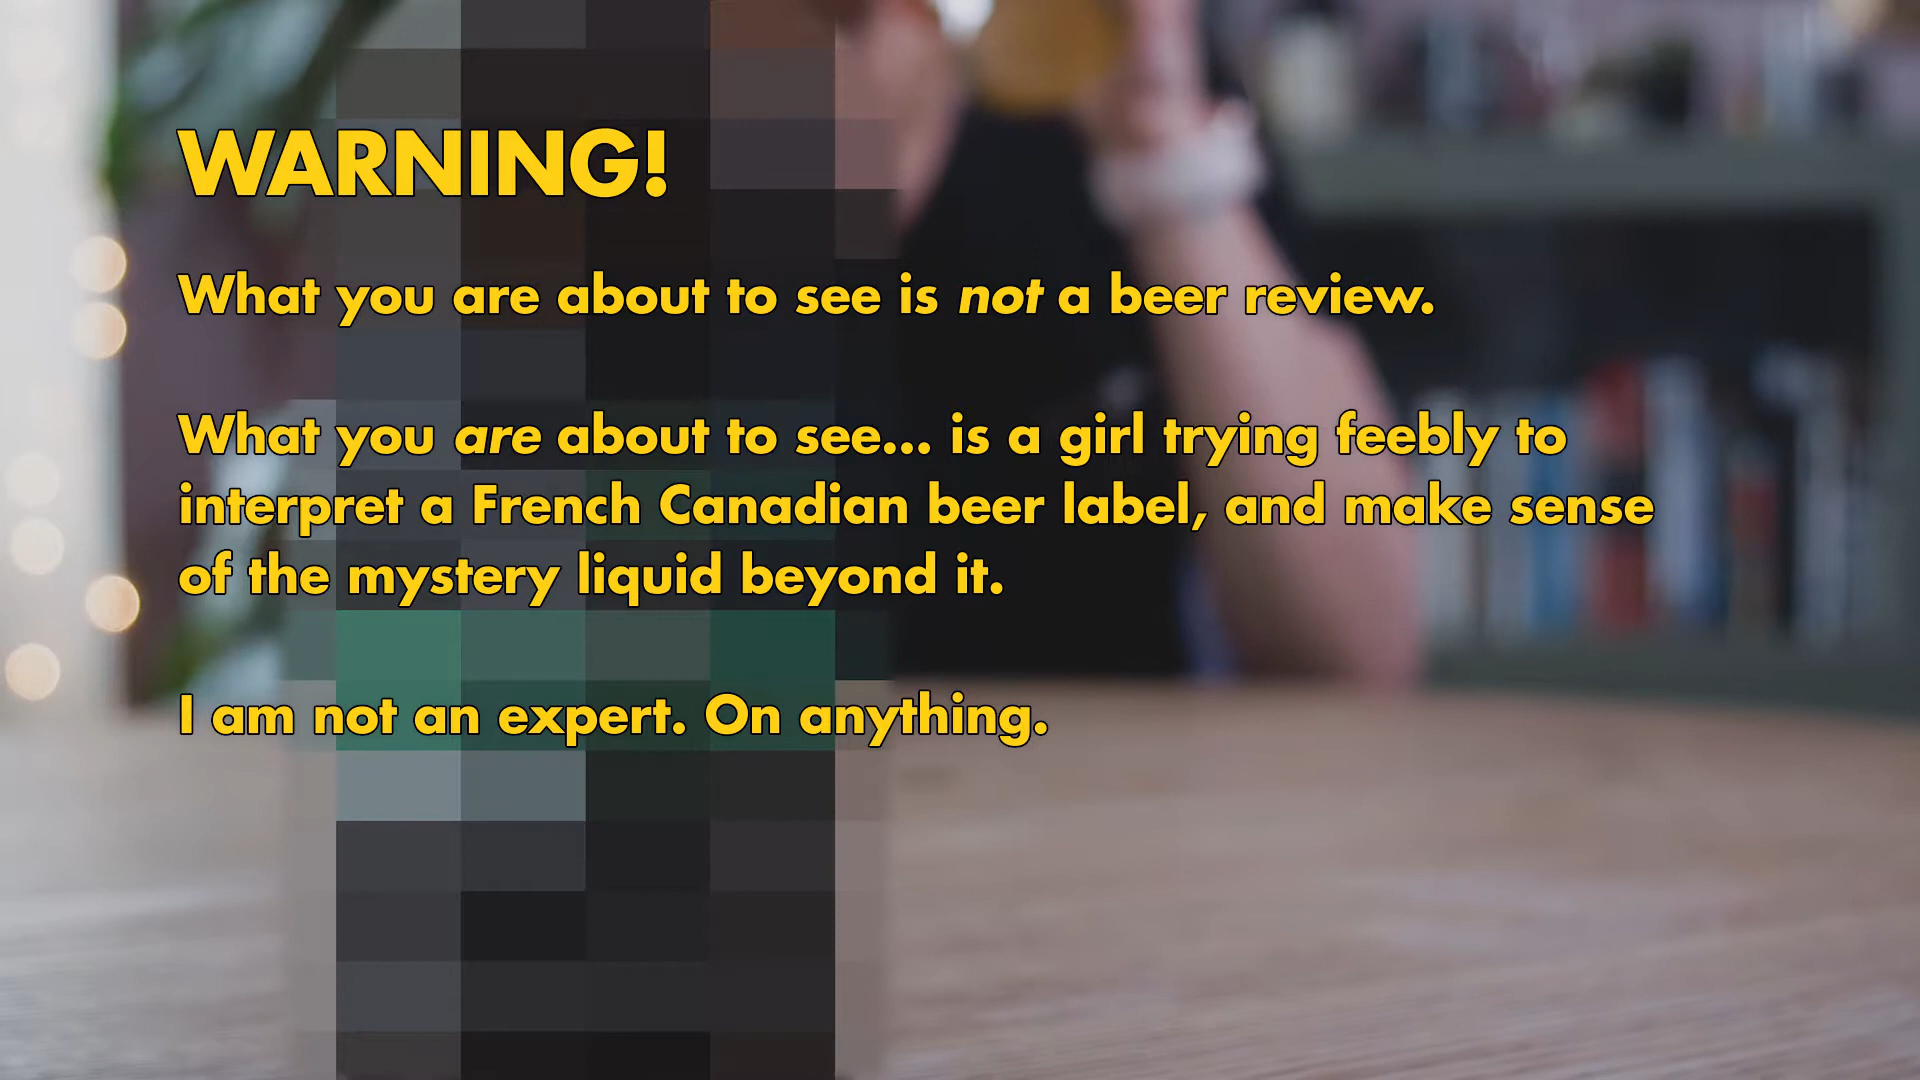 WARNING!
What you are about to see is not a beer review.
What you are about to see... is a girl trying feebly to
interpret a French Canadian beer label, and make sense
of the mystery liquid beyond it.
I am not an expert. On anything.